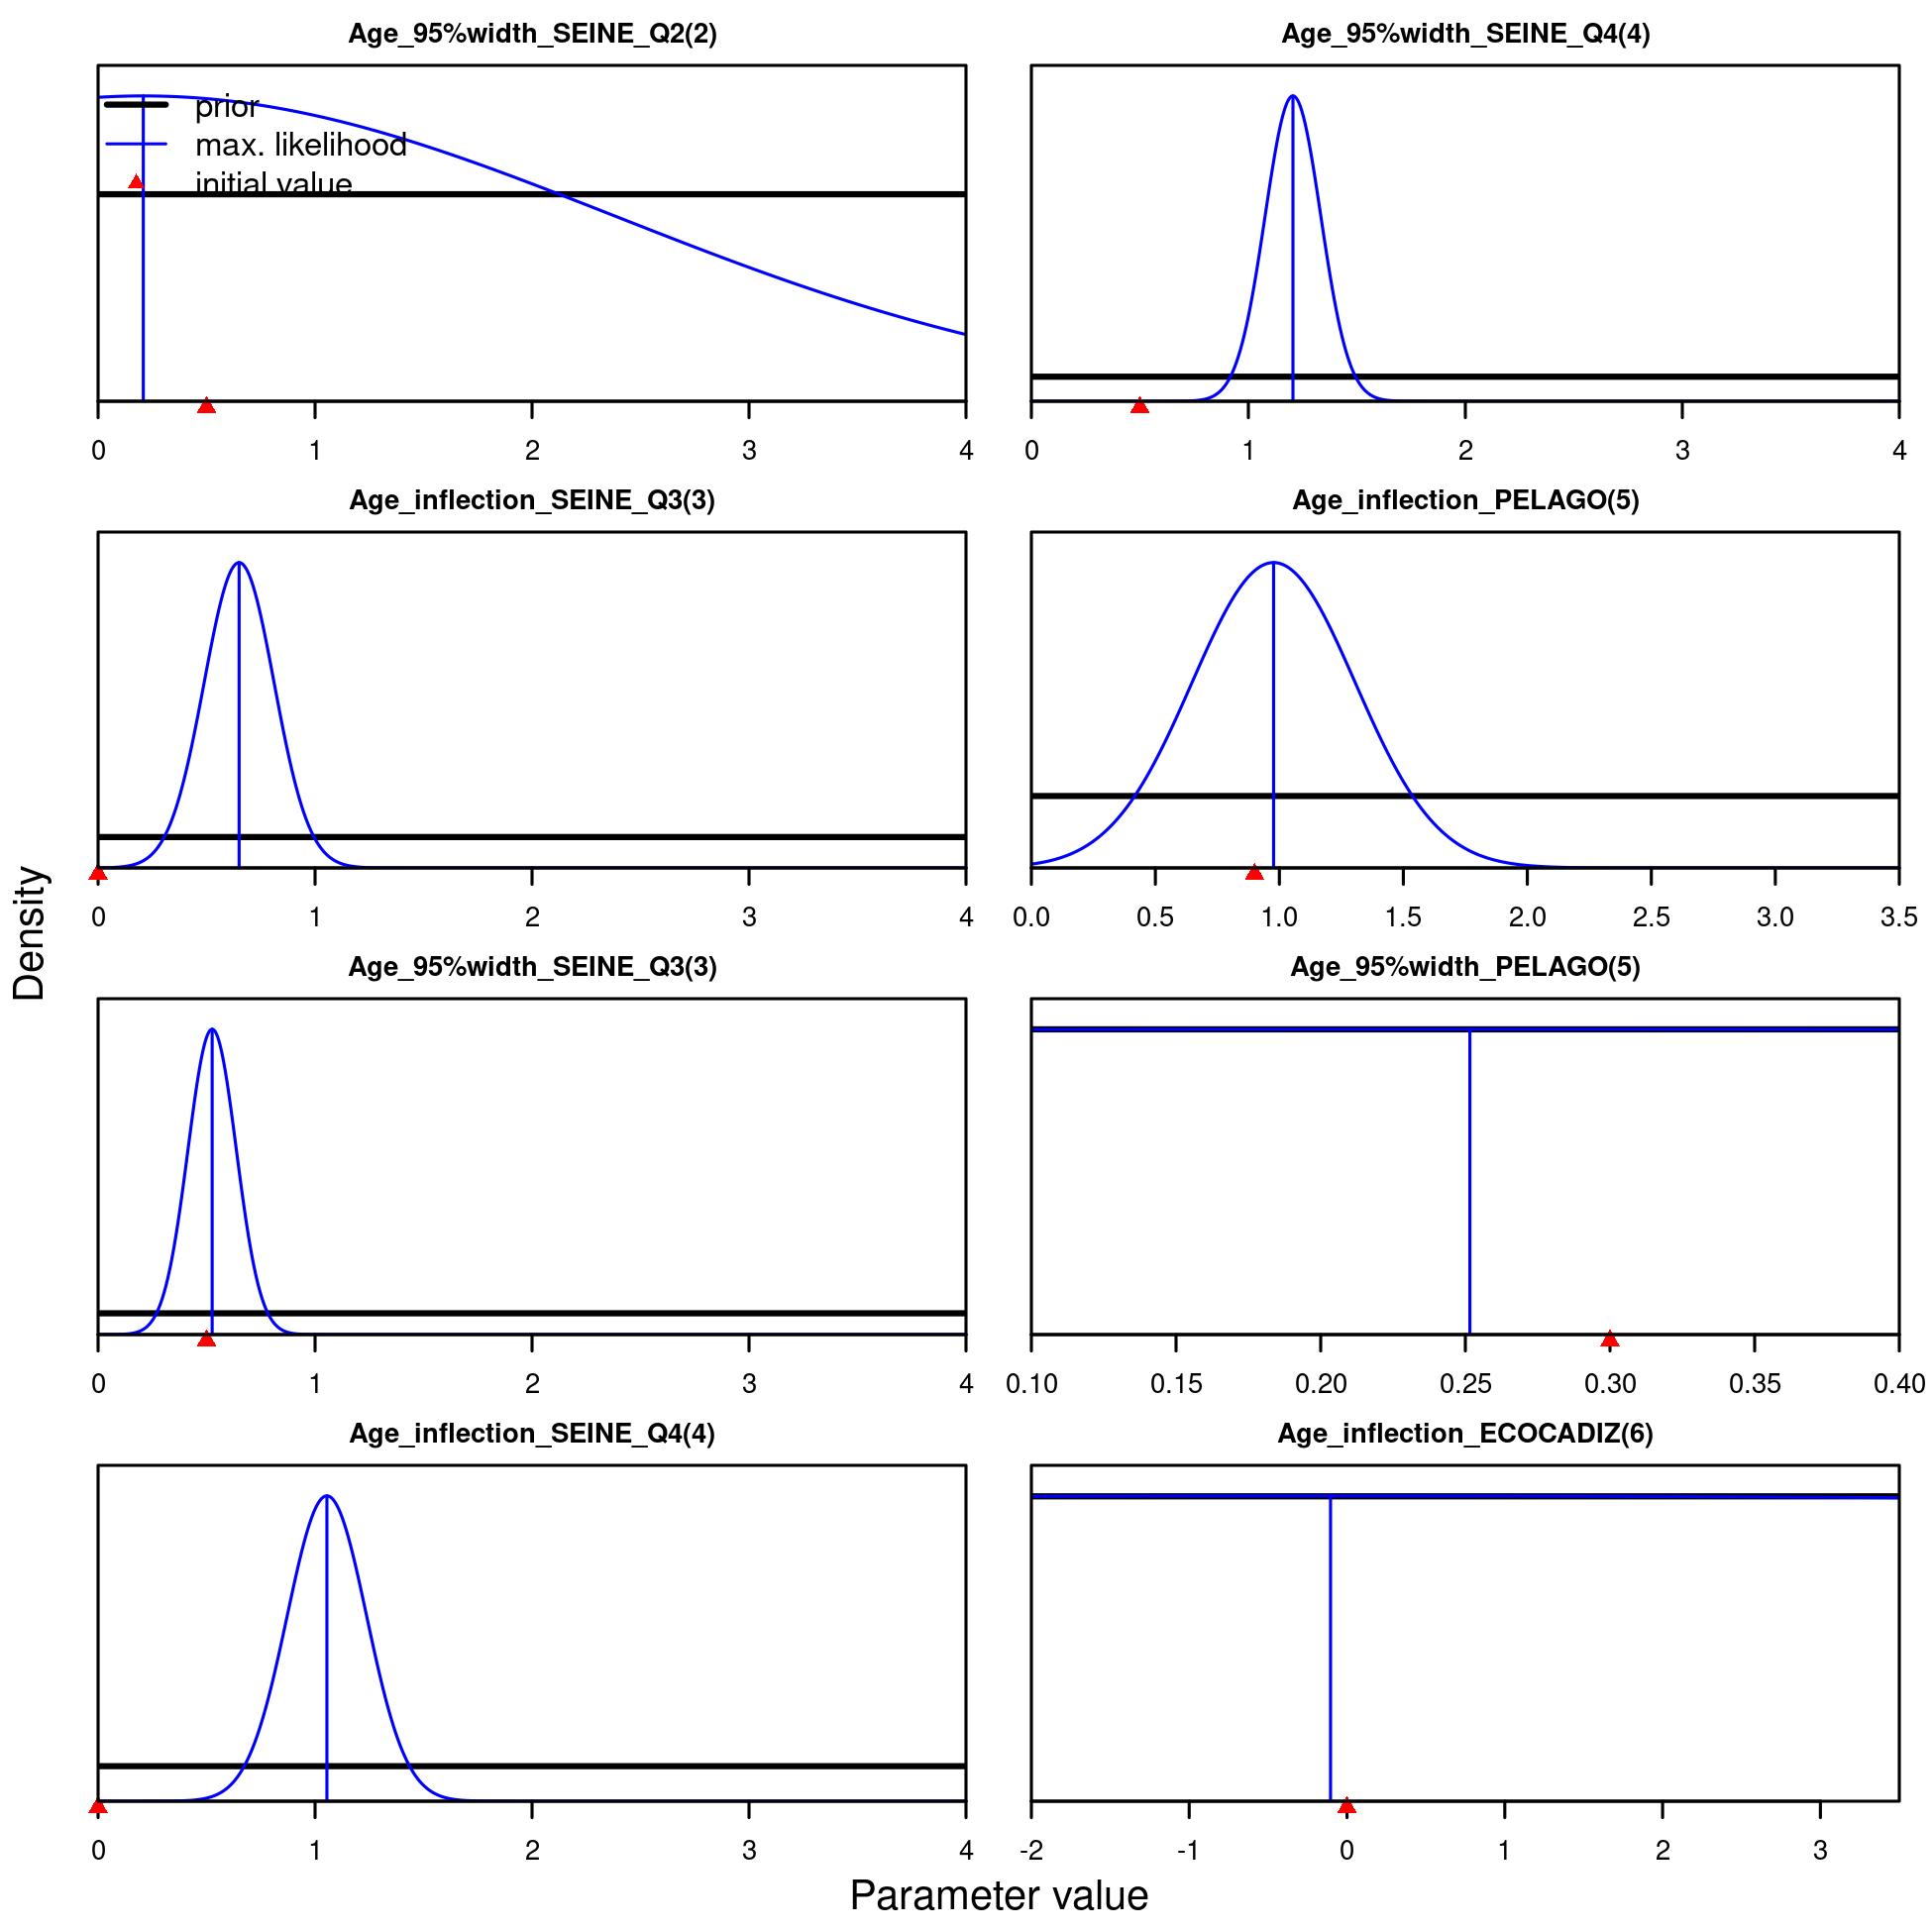 Age_95%width_SEINE_Q2(2)
prior
max. likelihood
initial value
0 1 2 3 4
Age_95%width_SEINE_Q4(4)
0 1 2 3 4
Age_inflection_SEINE_Q3(3)
0 1 2 3 4
Age_inflection_PELAGO(5)
0.0 0.5 1.0 1.5 2.0 2.5 3.0 3.5
Age_95%width_SEINE_Q3(3)
0 1 2 3 4
Age_95%width_PELAGO(5)
0.10 0.15 0.20 0.25 0.30 0.35 0.40
Age_inflection_SEINE_Q4(4)
0 1 2 3 4
Age_inflection_ECOCADIZ(6)
-2 -1 0 1 2 3
Density
Parameter value